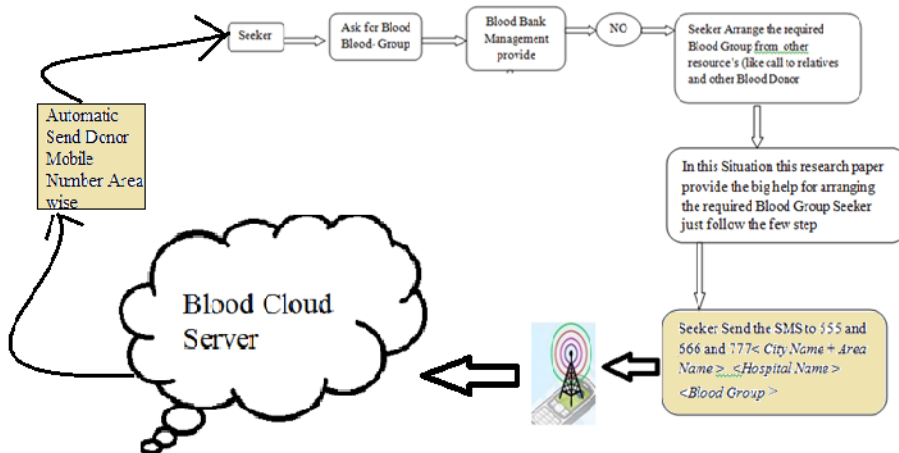 Seeker
Ask for Blood
Blood- Group
Blood Bank
Management
provide
NO
Seeker Arrange the required
Blood Group from other
resource's (like call to relatives
and other Blood Donor
In this Situation this research paper
provide the big help for arranging
the required Blood Group Seeker
just follow the few step
Seeker Send the SMS to 555 and
566 and 777< City Name + Area
Name > <Hospital Name >
<Blood Group >
Blood Cloud
Server
Automatic
Send Donor
Mobile
Number Area
wise